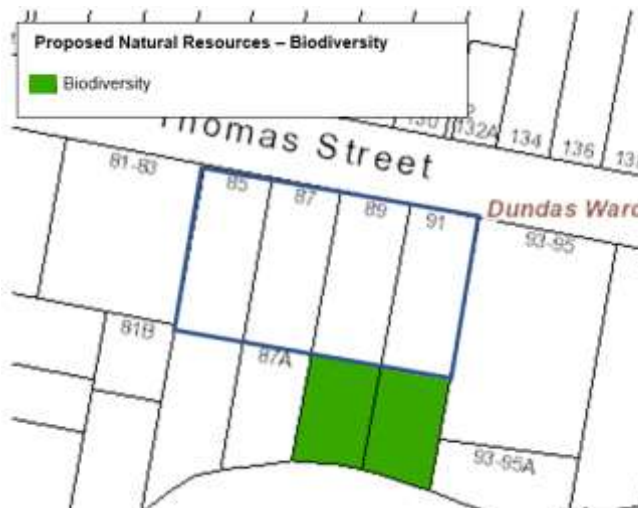 Proposed Natural Resources – Biodiversity
Biodiversity
132A
134
136
Thomas Street
81-83
85
87
89
91
Dundas Ward
93-95
81B
87A
93-95A